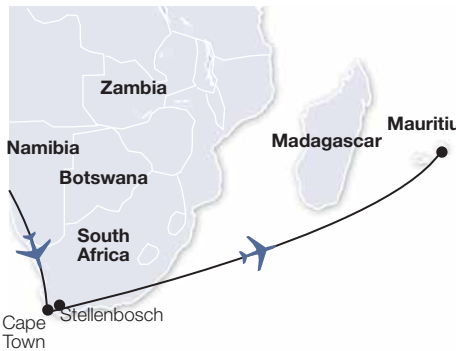 Zambia
Mauritiu
Madagascar
Namibia
Botswana
South
Africa
Stellenbosch
Cape
Town